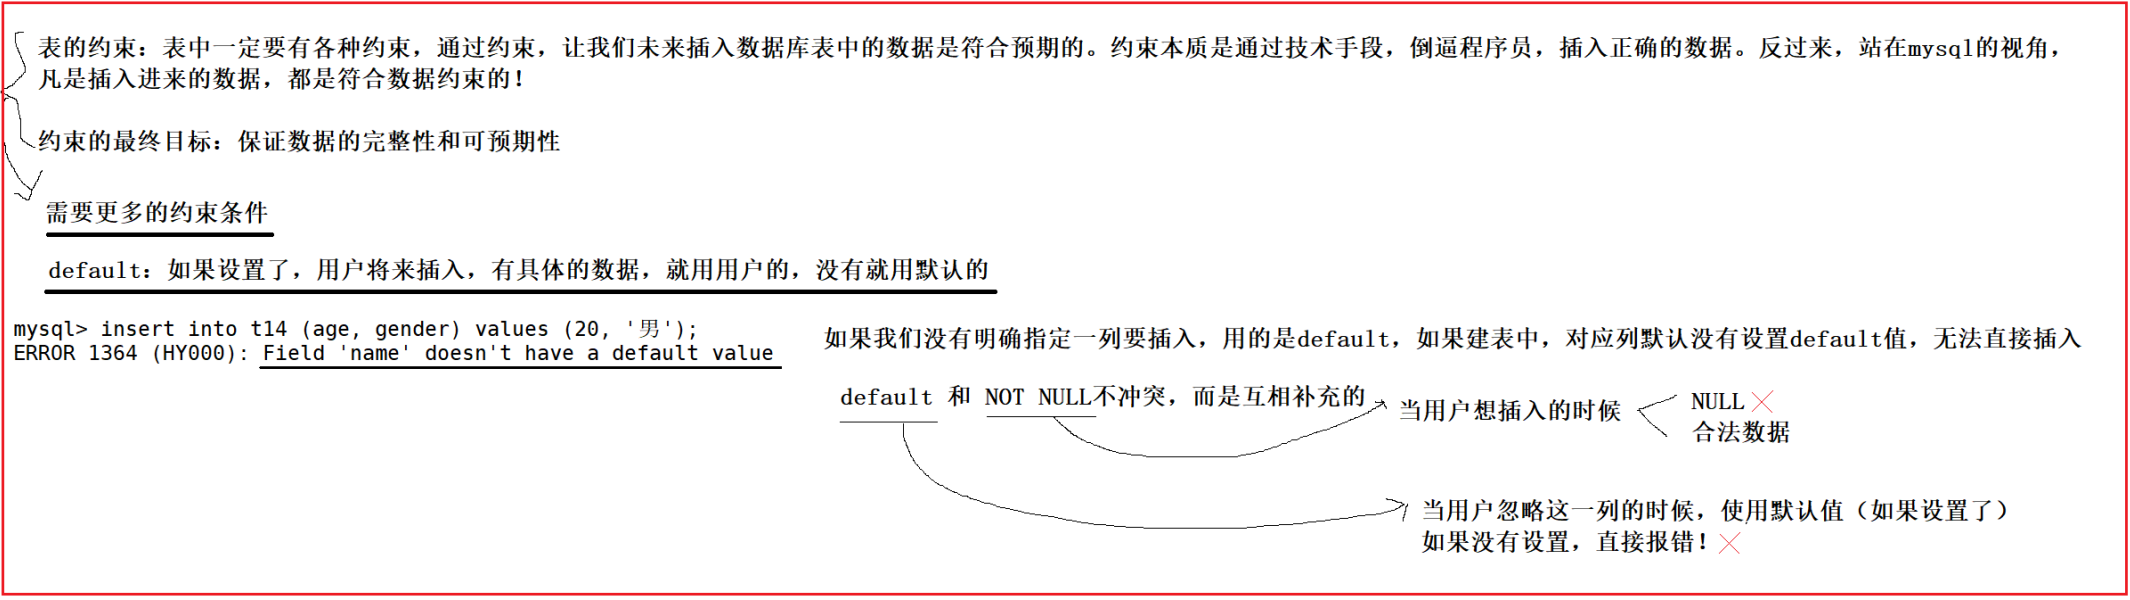 表的约束：表中一定要有各种约束，通过约束，让我们未来插入数据库表中的数据是符合预期的。约束本质是通过技术手段，倒逼程序员，插入正确的数据。反过来，站在mysql的视角，
凡是插入进来的数据，都是符合数据约束的！
约束的最终目标：保证数据的完整性和可预期性
需要更多的约束条件
default：如果设置了，用户将来插入，有具体的数据，就用用户的，没有就用默认的
mysql> insert into t14 (age, gender) values (20, '男');
ERROR 1364 (HY000): Field 'name' doesn't have a default value
如果我们没有明确指定一列要插入，用的是default，如果建表中，对应列默认没有设置default值，无法直接插入
default 和 NOT NULL不冲突，而是互相补充的
当用户想插入的时候
NULL
合法数据
当用户忽略这一列的时候，使用默认值（如果设置了）
如果没有设置，直接报错！